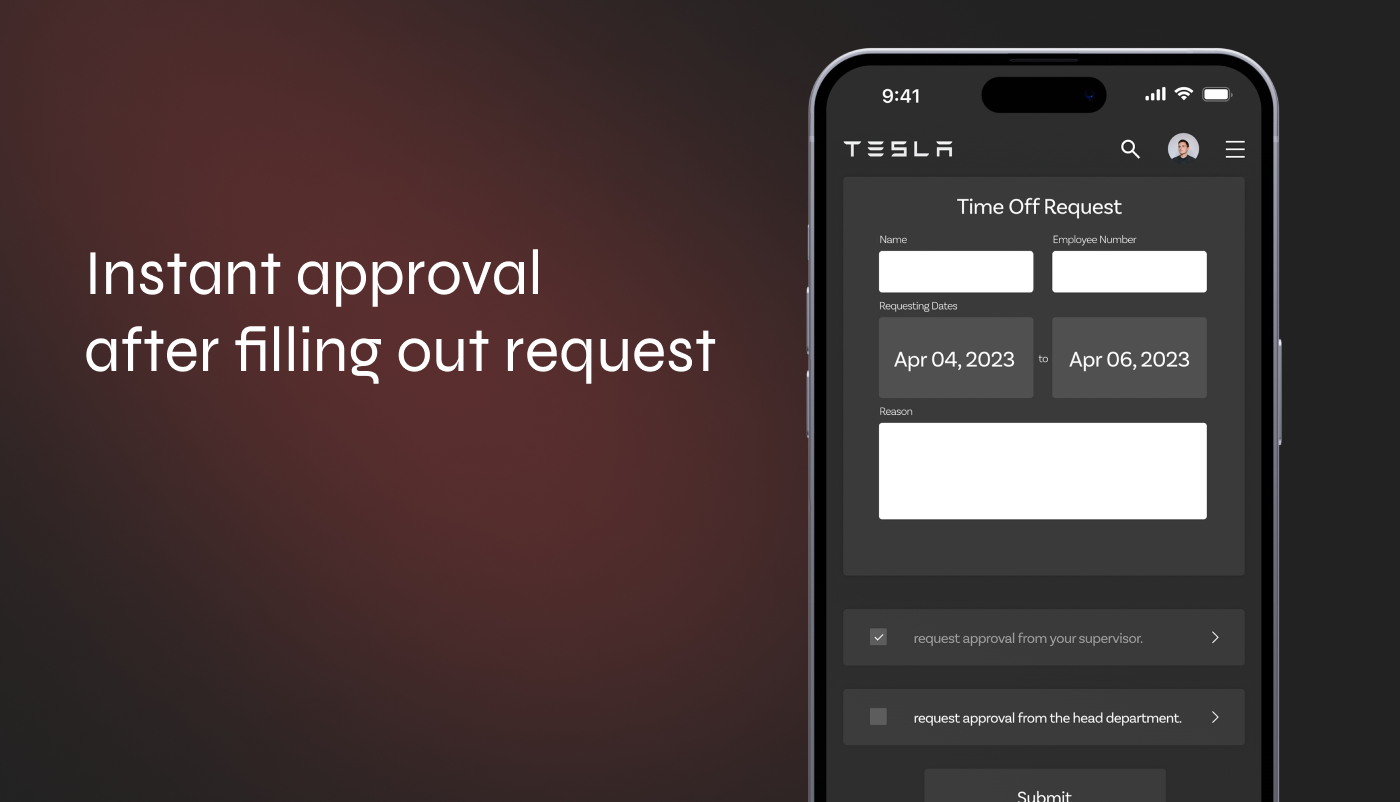 Instant approval
after filling out request
9:41
TESLA
Time Off Request
Name
Employee Number
Requesting Dates
Apr 04, 2023
to
Apr 06, 2023
Reason
request approval from your supervisor.
request approval from the head department.
Submit